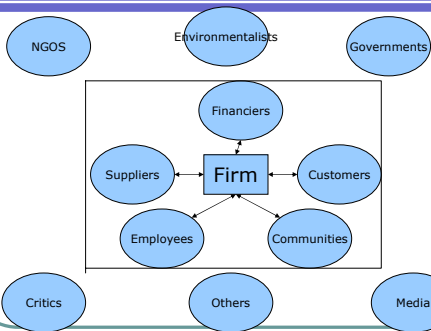 NGOS
Environmentalists
Governments
Financiers
Suppliers
Firm
Customers
Employees
Communities
Critics
Others
Media